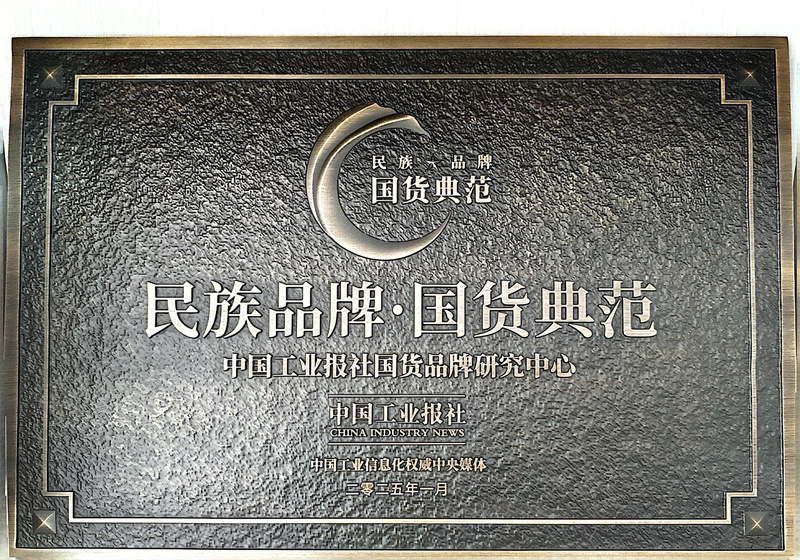 民族一品牌
国货典范
民族品牌·国货典范
中国工业报社国货品牌研究中心
中国工业报社
CHINA INDUSTRY NEWS
中国工业信息化权威中央媒体
二零二五年一月